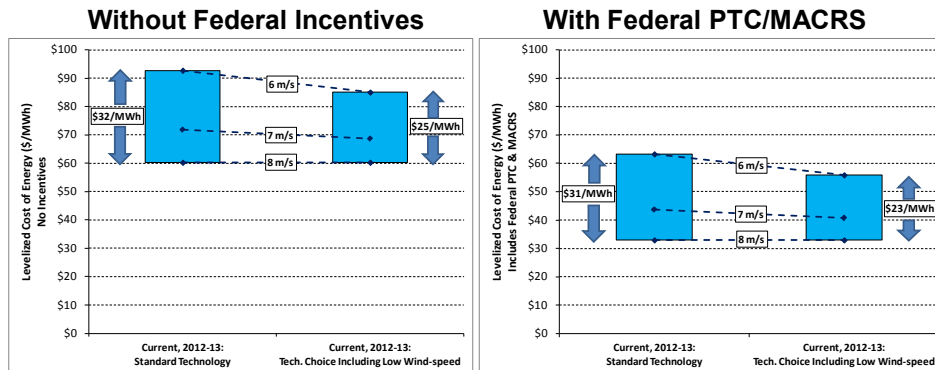 Without Federal Incentives
Levelized Cost of Energy ($/MWh)
No Incentives
$100
$90
$80
$70
$60
$50
$40
$30
$20
$10
$0
$32/MWh
6 m/s
7 m/s
8 m/s
$25/MWh
Current, 2012-13:
Standard Technology
Current, 2012-13:
Tech. Choice Including Low Wind-speed
With Federal PTC/MACRS
Levelized Cost of Energy ($/MWh)
Includes Federal PTC & MACRS
$100
$90
$80
$70
$60
$50
$40
$30
$20
$10
$0
$31/MWh
6 m/s
7 m/s
8 m/s
$23/MWh
Current, 2012-13:
Standard Technology
Current, 2012-13:
Tech. Choice Including Low Wind-speed